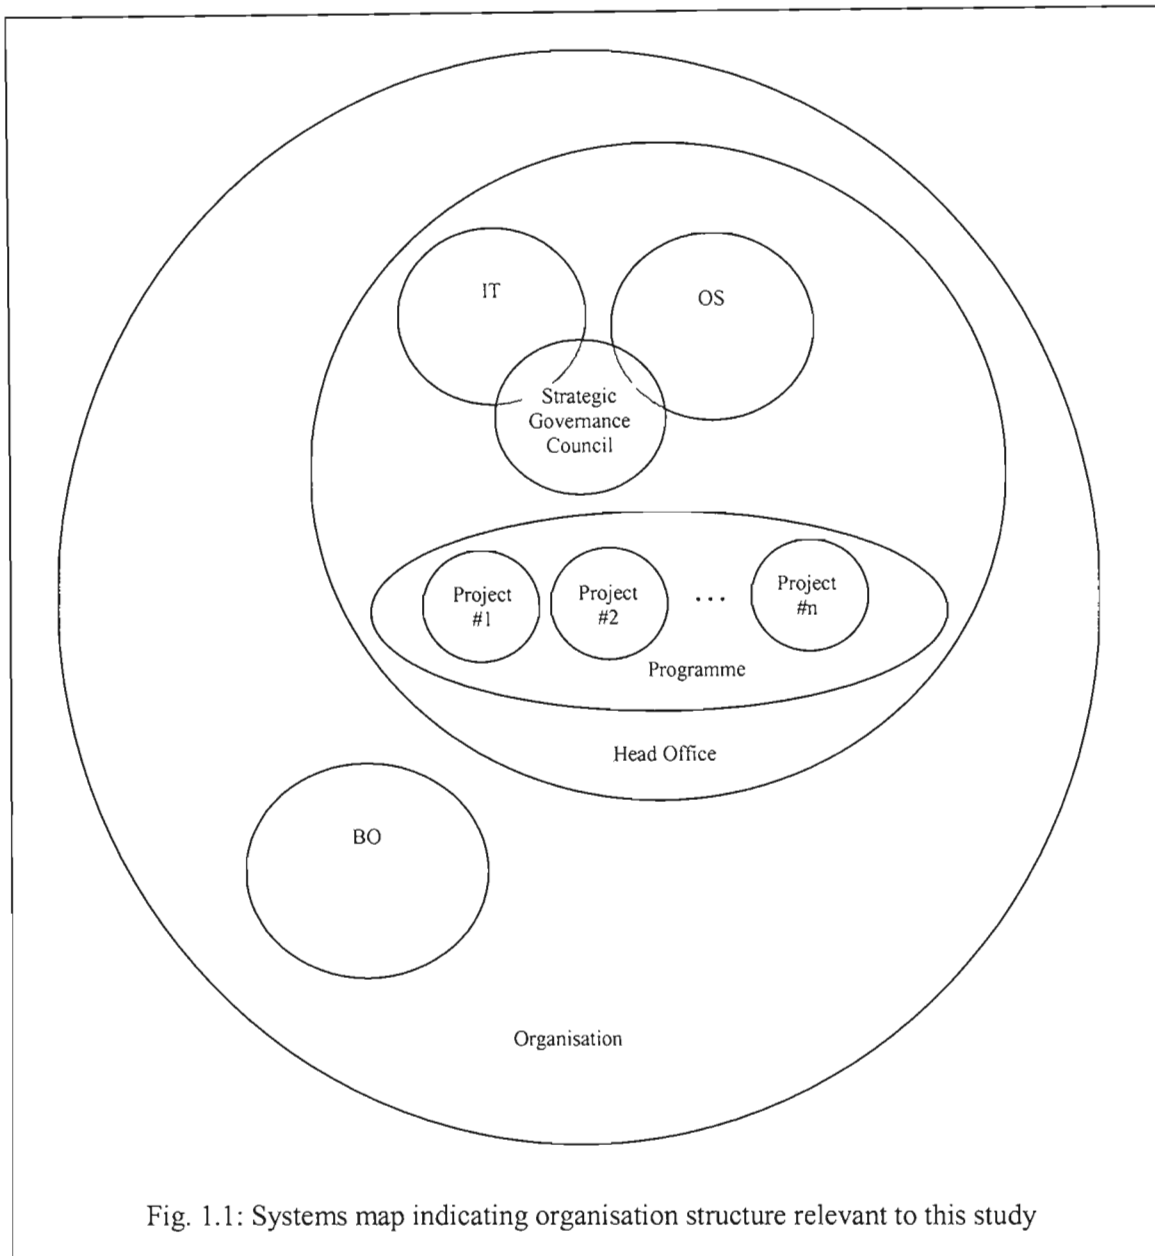 IT
OS
Strategic
Governance
Council
Project
#1
Project
#2
. . .
Project
#n
Programme
Head Office
BO
Organisation
Fig. 1.1: Systems map indicating organisation structure relevant to this study